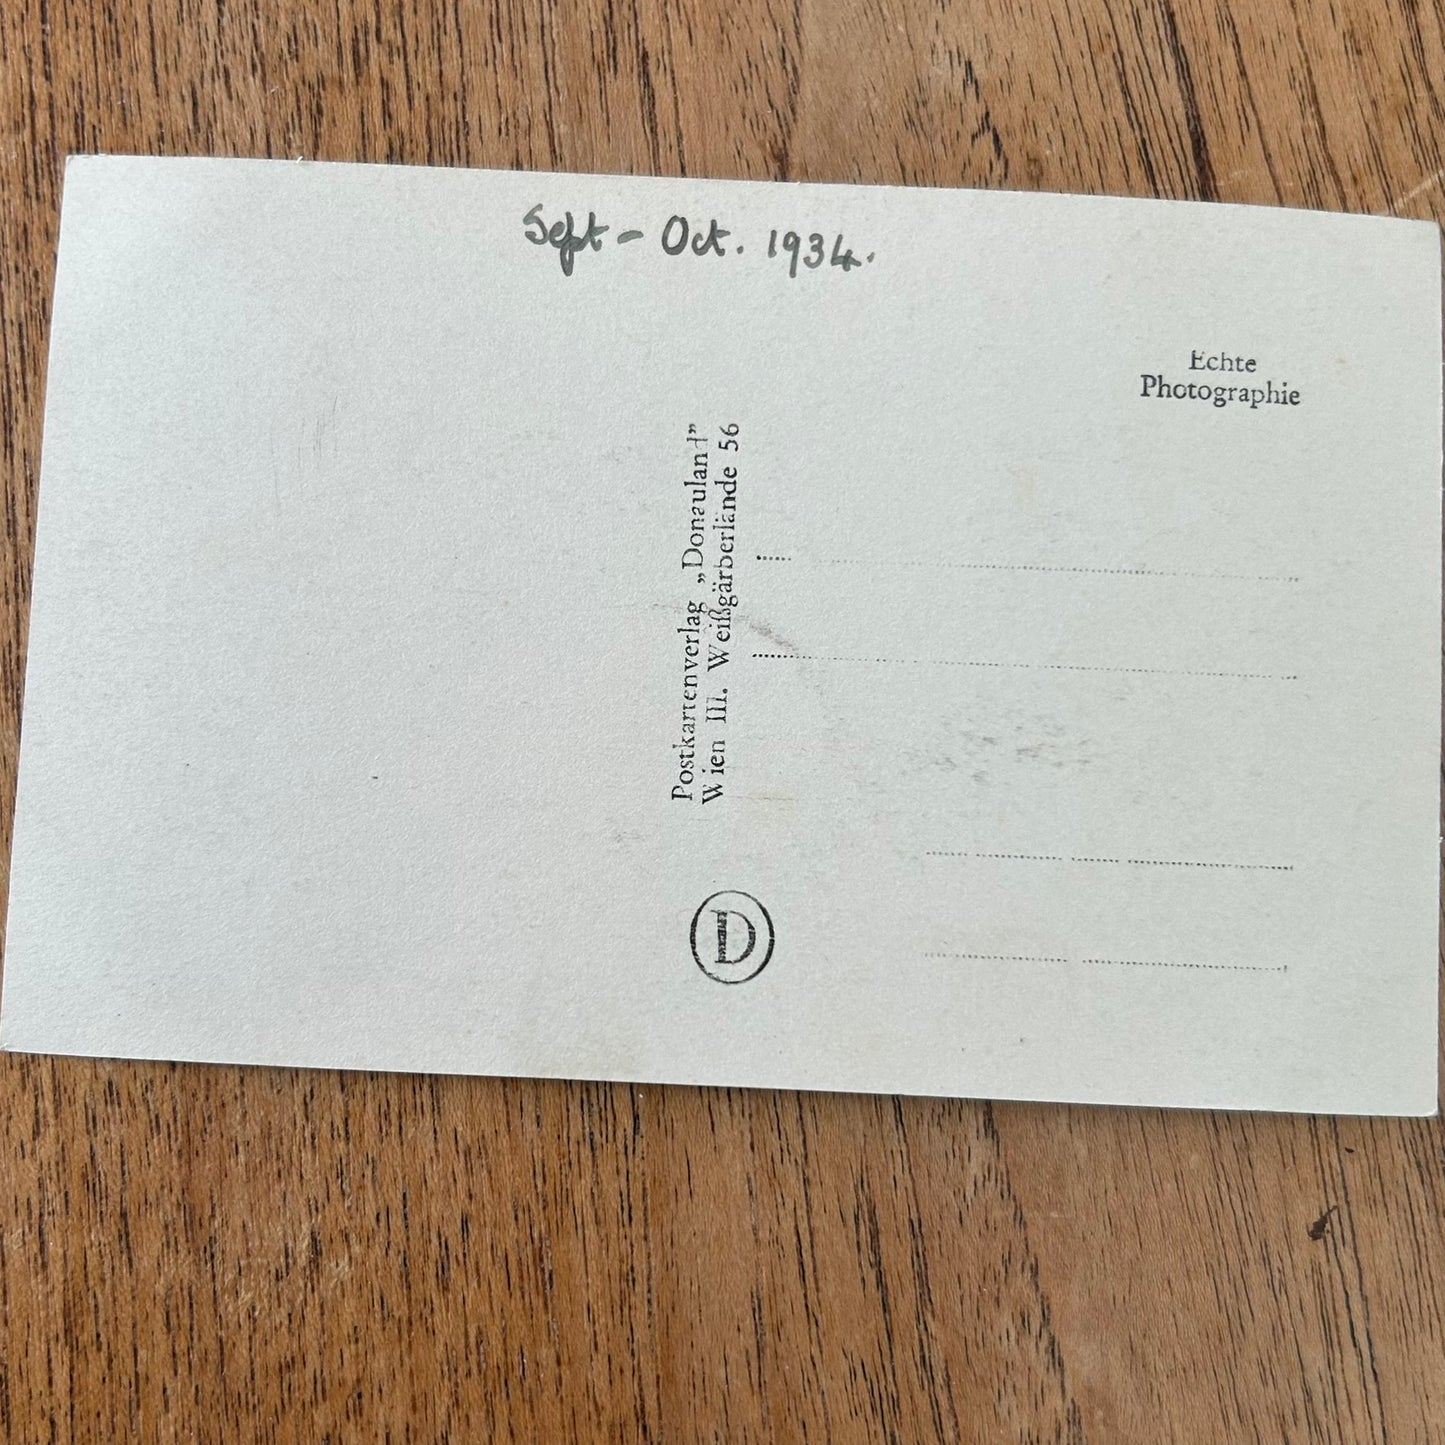 Sept - Oct. 1934.
Echte
Photographie
Postkartenverlag „Donauland”
Wien III. Weißgärberlände 56
D